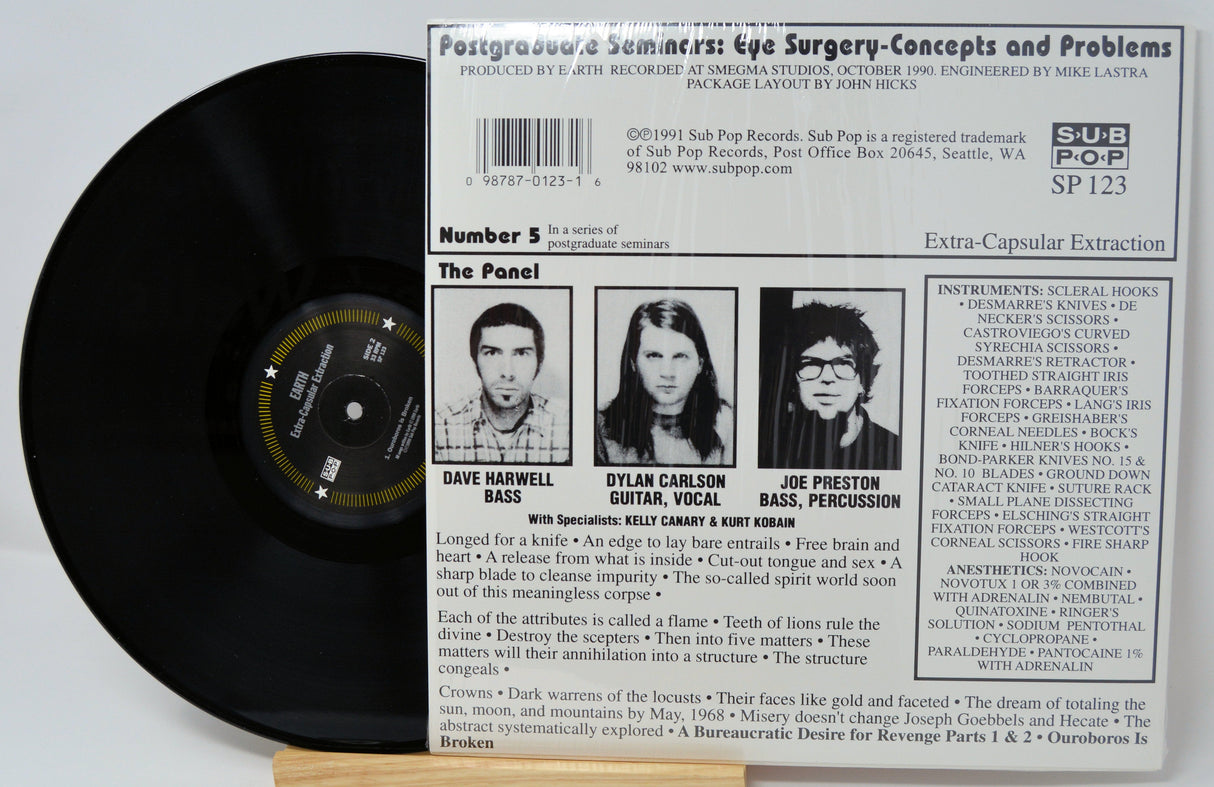 Postgraduate Seminars: Eye Surgery-Concepts and Problems
PRODUCED BY EARTH RECORDED AT SMEGMA STUDIOS, OCTOBER 1990. ENGINEERED BY MIKE LASTRA
PACKAGE LAYOUT BY JOHN HICKS
0 98787-0123-1 6
©℗1991 Sub Pop Records. Sub Pop is a registered trademark
of Sub Pop Records, Post Office Box 20645, Seattle, WA
98102 www.subpop.com
SUB
POP
SP 123
Number 5
In a series of
postgraduate seminars
Extra-Capsular Extraction
The Panel
DAVE HARWELL
BASS
DYLAN CARLSON
GUITAR, VOCAL
JOE PRESTON
BASS, PERCUSSION
With Specialists: KELLY CANARY & KURT KOBAIN
Longed for a knife • An edge to lay bare entrails • Free brain and
heart • A release from what is inside • Cut-out tongue and sex • A
sharp blade to cleanse impurity • The so-called spirit world soon
out of this meaningless corpse •
Each of the attributes is called a flame • Teeth of lions rule the
divine • Destroy the scepters • Then into five matters • These
matters will their annihilation into a structure • The structure
congeals •
Crowns • Dark warrens of the locusts • Their faces like gold and faceted • The dream of totaling the
sun, moon, and mountains by May, 1968 • Misery doesn't change Joseph Goebbels and Hecate • The
abstract systematically explored • A Bureaucratic Desire for Revenge Parts 1 & 2 • Ouroboros Is
Broken
INSTRUMENTS: SCLERAL HOOKS
• DESMARRE'S KNIVES • DE
NECKER'S SCISSORS •
CASTROVIEGO'S CURVED
SYRECHIA SCISSORS •
DESMARRE'S RETRACTOR •
TOOTHED STRAIGHT IRIS
FORCEPS • BARRAQUER'S
FIXATION FORCEPS • LANG'S IRIS
FORCEPS • GREISHABER'S
CORNEAL NEEDLES • BOCK'S
KNIFE • HILNER'S HOOKS •
BOND-PARKER KNIVES NO. 15 &
NO. 10 BLADES • GROUND DOWN
CATARACT KNIFE • SUTURE RACK
• SMALL PLANE DISSECTING
FORCEPS • ELSCHING'S STRAIGHT
FIXATION FORCEPS • WESTCOTT'S
CORNEAL SCISSORS • FIRE SHARP
HOOK
ANESTHETICS: NOVOCAIN •
NOVOTUX 1 OR 3% COMBINED
WITH ADRENALIN • NEMBUTAL •
QUINATOXINE • RINGER'S
SOLUTION • SODIUM PENTOTHAL
• CYCLOPROPANE •
PARALDEHYDE • PANTOCAINE 1%
WITH ADRENALIN
EARTH
Extra-Capsular Extraction
SIDE 2
33 RPM
SP 123
1. Ouroboros is Broken
SUB
POP